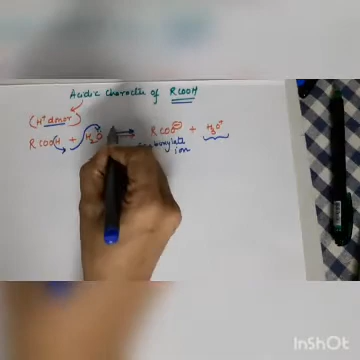 Acidic Character of RCOOH
(H⁺ donor)
RCOOH + H₂O ⇌ RCOO⁻ + H₃O⁺
Carboxylate
ion
InShOt